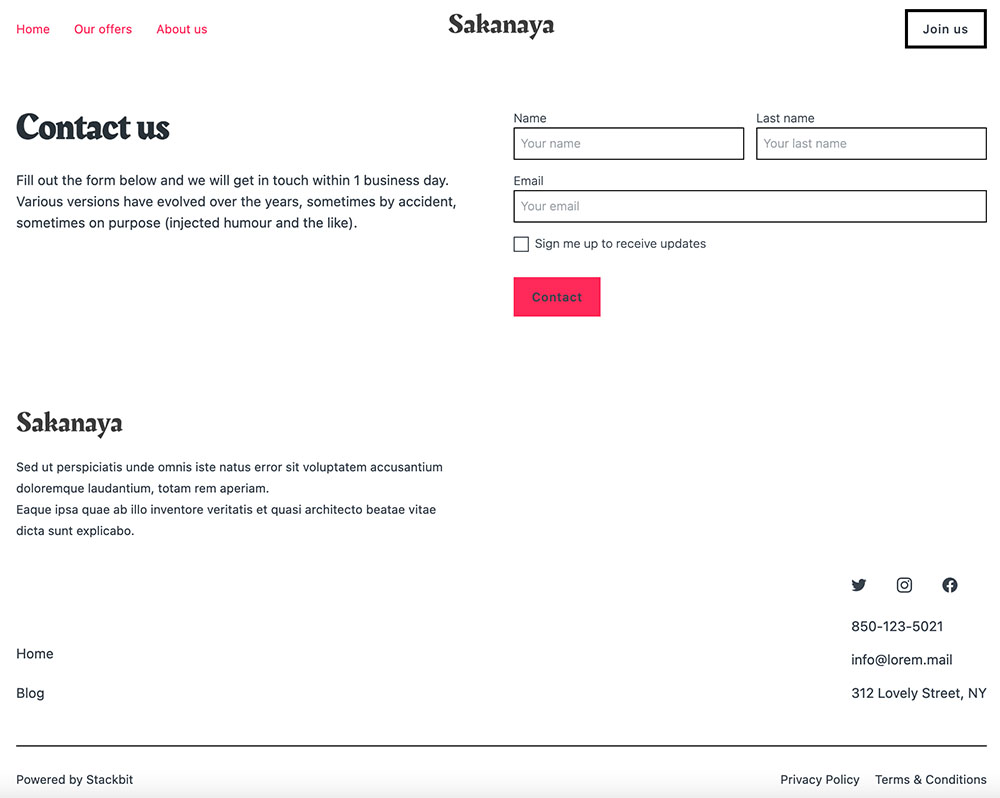 Home Our offers About us
Sakanaya
Join us
Contact us
Fill out the form below and we will get in touch within 1 business day.
Various versions have evolved over the years, sometimes by accident,
sometimes on purpose (injected humour and the like).
Name
Last name
Your name
Your last name
Email
Your email
Sign me up to receive updates
Contact
Sakanaya
Sed ut perspiciatis unde omnis iste natus error sit voluptatem accusantium
doloremque laudantium, totam rem aperiam.
Eaque ipsa quae ab illo inventore veritatis et quasi architecto beatae vitae
dicta sunt explicabo.
Home
Blog
850-123-5021
info@lorem.mail
312 Lovely Street, NY
Powered by Stackbit
Privacy Policy Terms & Conditions